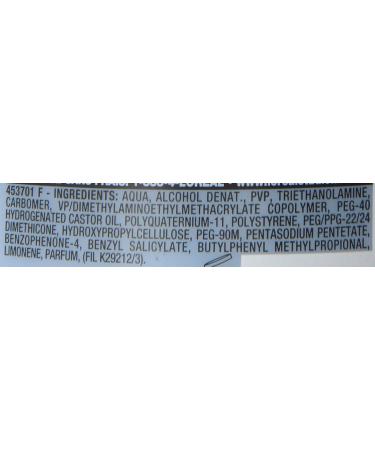 453701 F - INGREDIENTS: AQUA, ALCOHOL DENAT., PVP, TRIETHANOLAMINE,
CARBOMER, VP/DIMETHYLAMINOETHYLMETHACRYLATE COPOLYMER, PEG-40
HYDROGENATED CASTOR OIL, POLYQUATERNIUM-11, POLYSTYRENE, PEG/PPG-22/24
DIMETHICONE, HYDROXYPROPYLCELLULOSE, PEG-90M, PENTASODIUM PENTETATE,
BENZOPHENONE-4, BENZYL SALICYLATE, BUTYLPHENYL METHYLPROPIONAL,
LIMONENE, PARFUM, (FIL K29212/3).